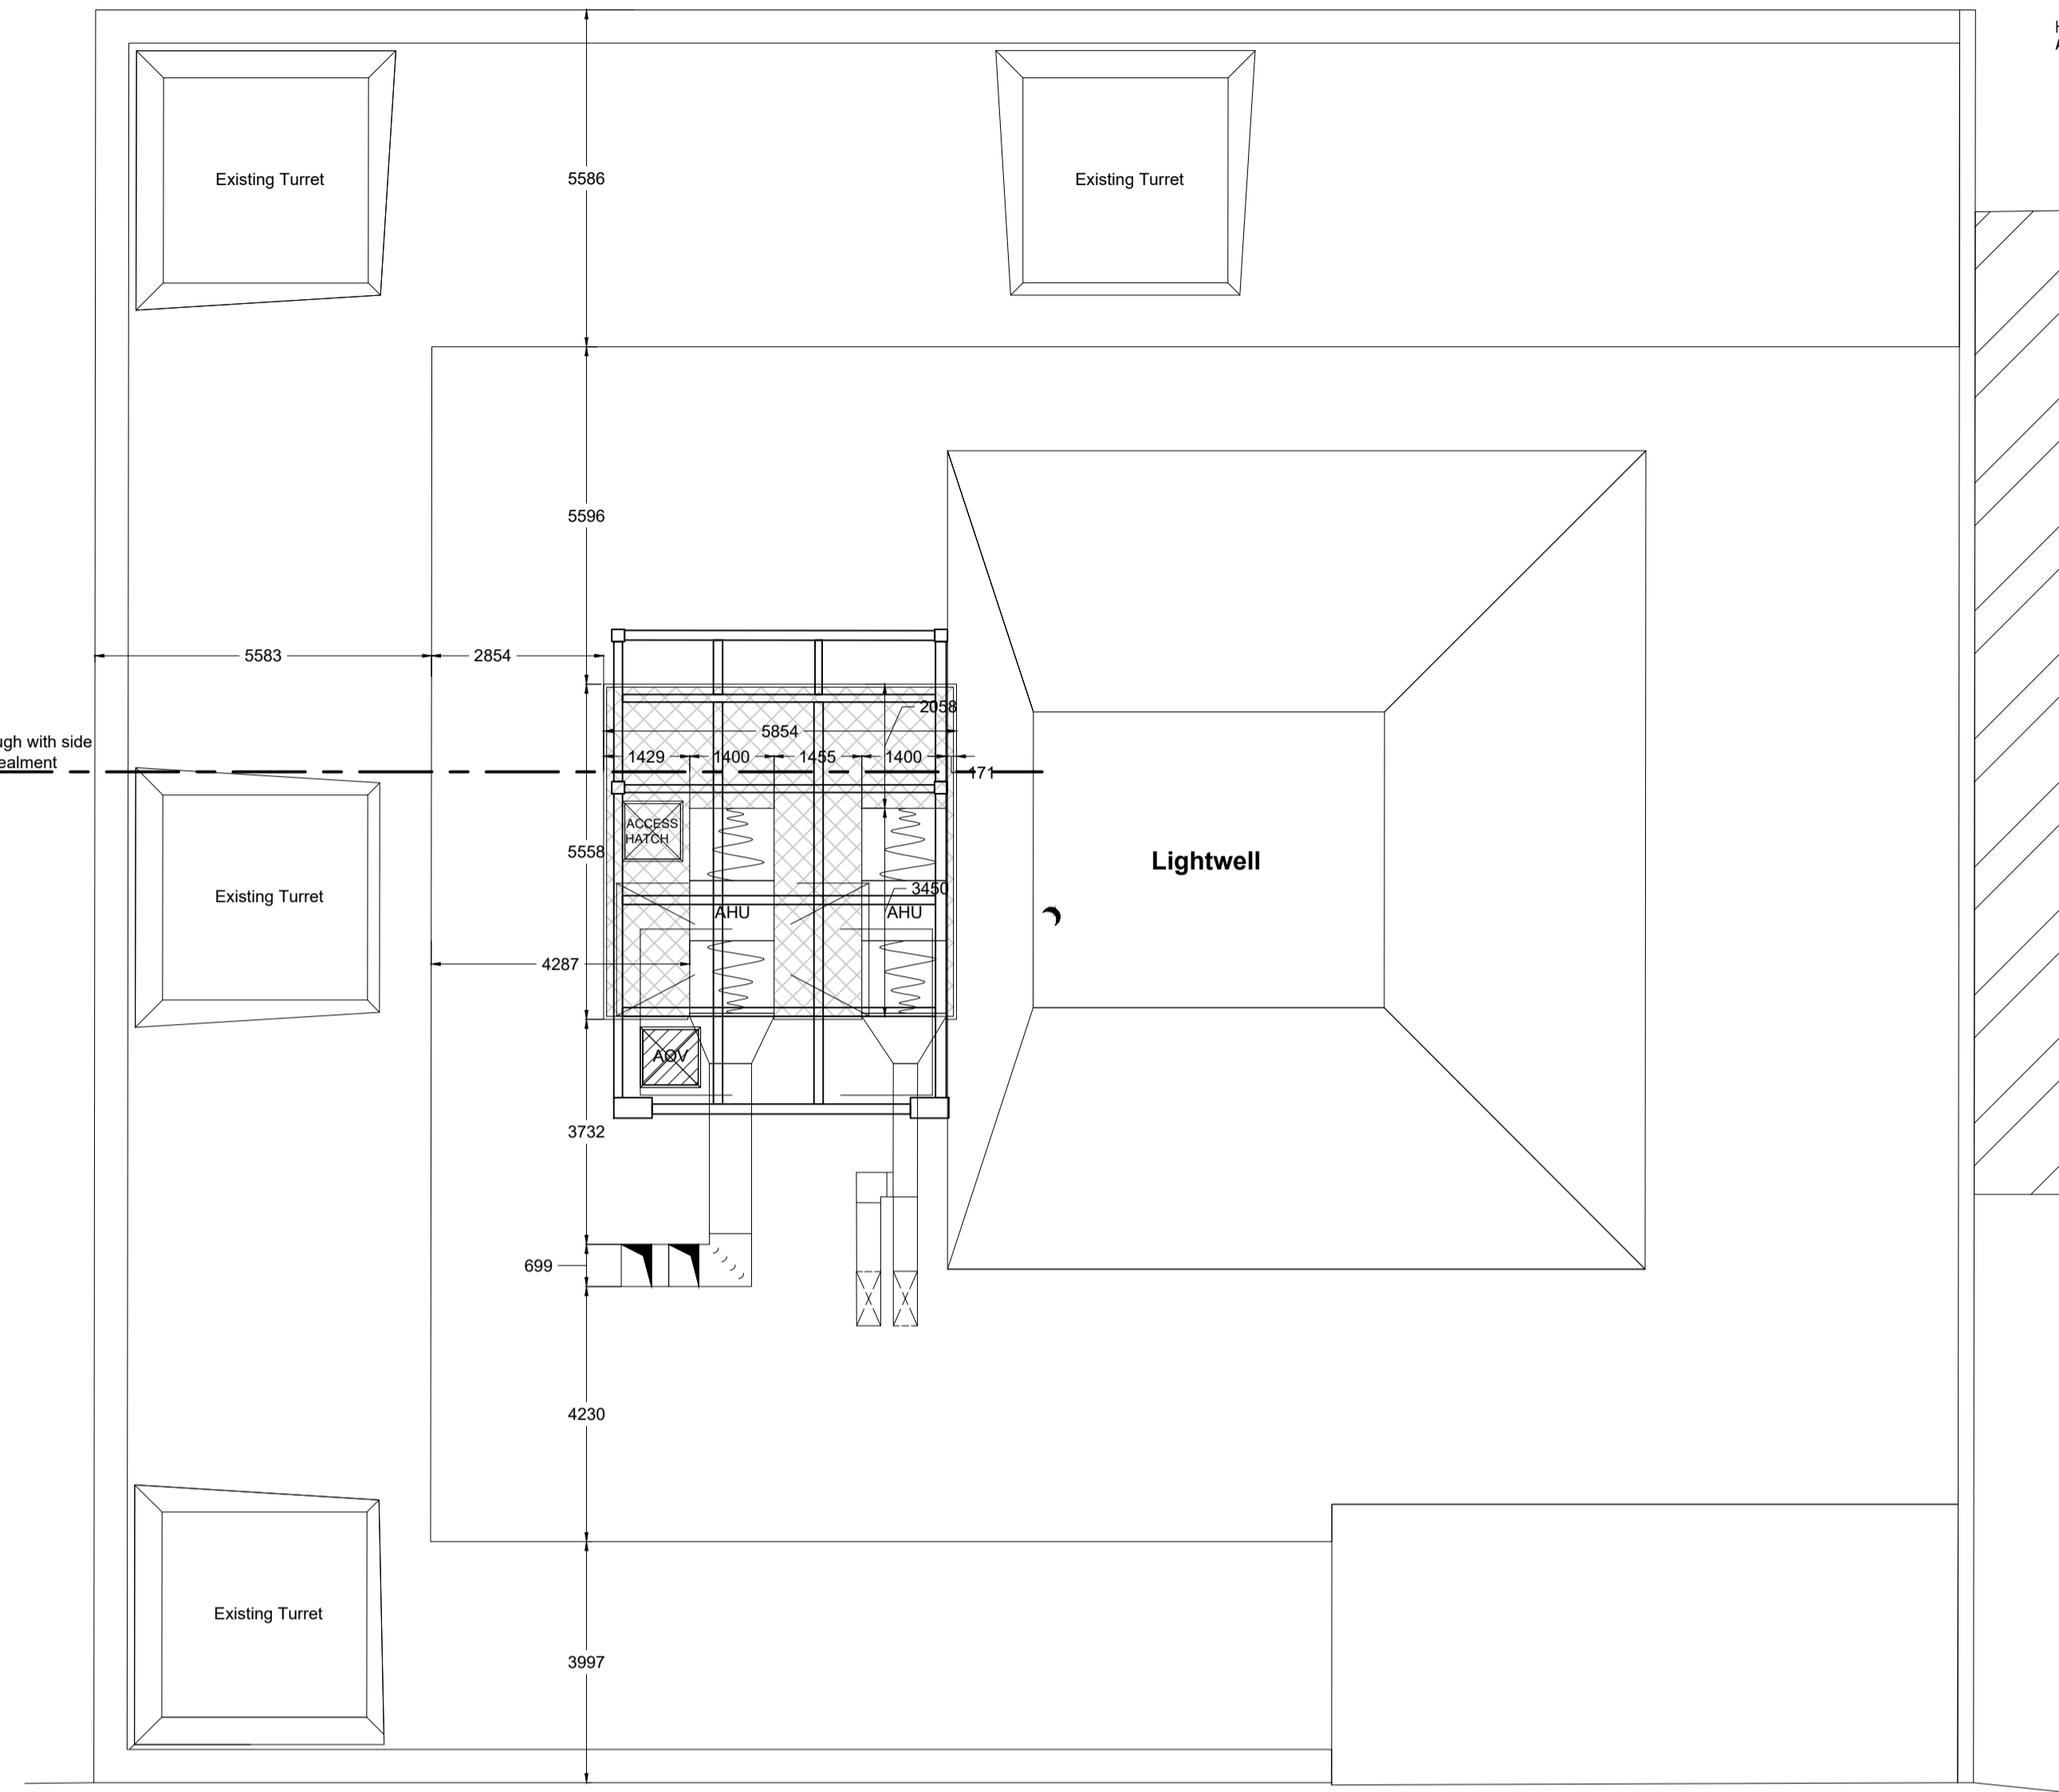 H
A
Existing Turret
Existing Turret
5586
5596
5583
2854
2058
5854
ugh with side
ealment
1429
1400
1455
1400
171
ACCESS
HATCH
5558
Lightwell
3450
Existing Turret
AHU
AHU
4287
AOV
3732
699
4230
Existing Turret
3997